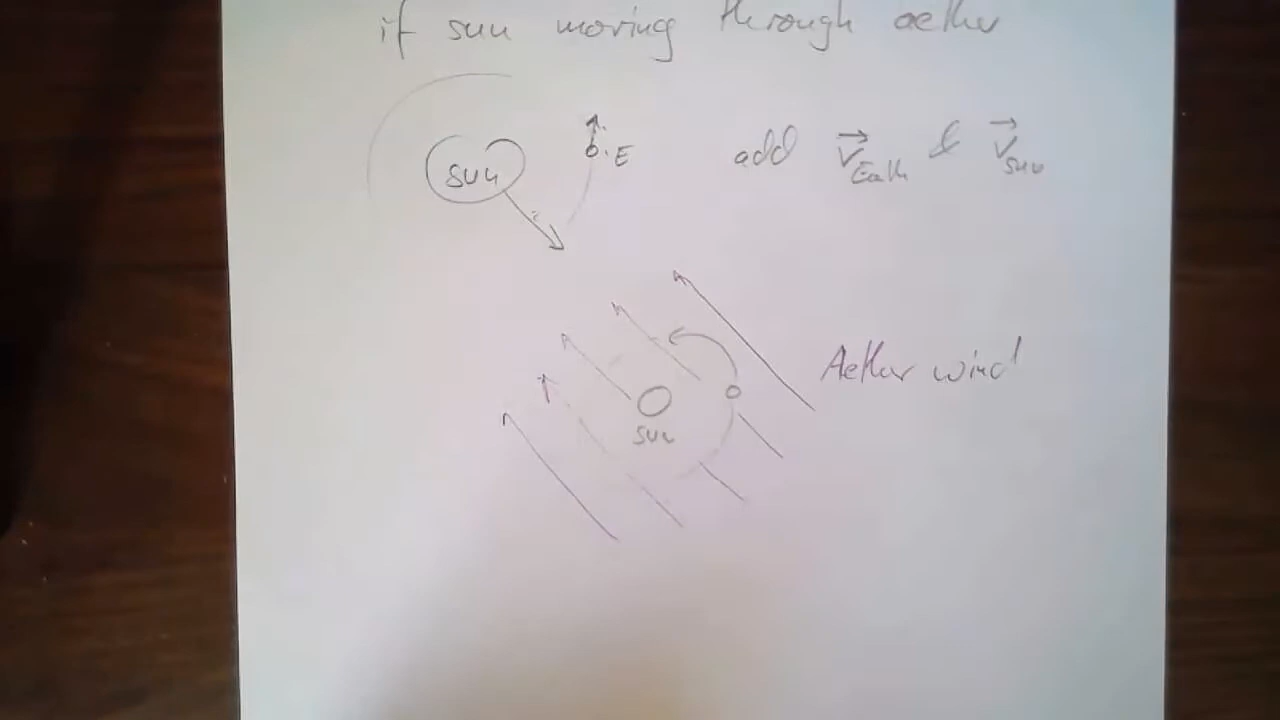 if sun moving through aether
sun
E
add V⃗Earth & V⃗sun
Aether wind
sun